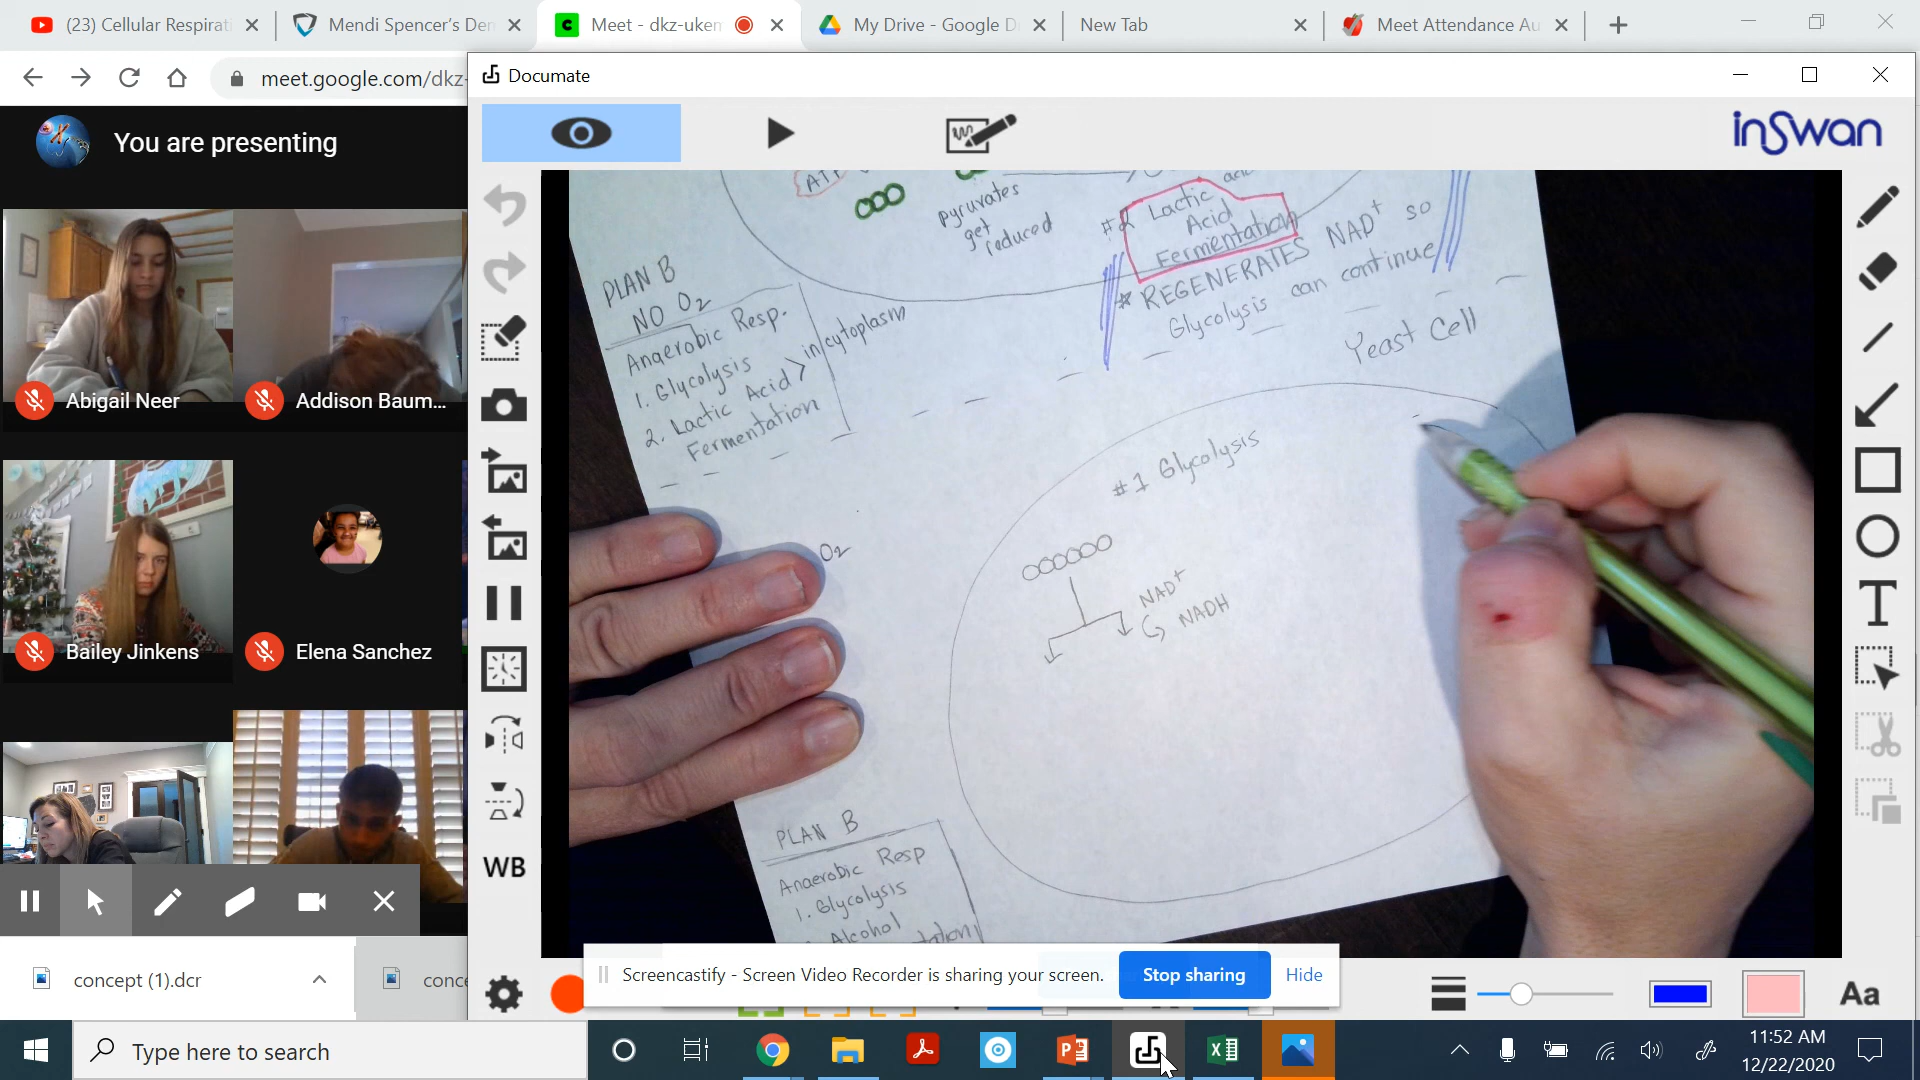 (23) Cellular Respirati
Mendi Spencer's Der
Meet - dkz-uken
My Drive - Google D
New Tab
Meet Attendance Au
meet.google.com/dkz-
Documate
You are presenting
inSwan
ATP
pyruvates
get
reduced
#2 Lactic
Acid
Fermentation
* REGENERATES NAD+ so
Glycolysis can continue
PLAN B
NO O2
Anaerobic Resp.
1. Glycolysis
2. Lactic Acid > in cytoplasm
Fermentation
Yeast Cell
#1 Glycolysis
O2
NAD+
NADH
PLAN B
Anaerobic Resp
1. Glycolysis
Alcohol
Abigail Neer
Addison Baum...
Bailey Jinkens
Elena Sanchez
WB
T
concept (1).dcr
conce
Screencastify - Screen Video Recorder is sharing your screen.
Stop sharing
Hide
Aa
Type here to search
11:52 AM
12/22/2020